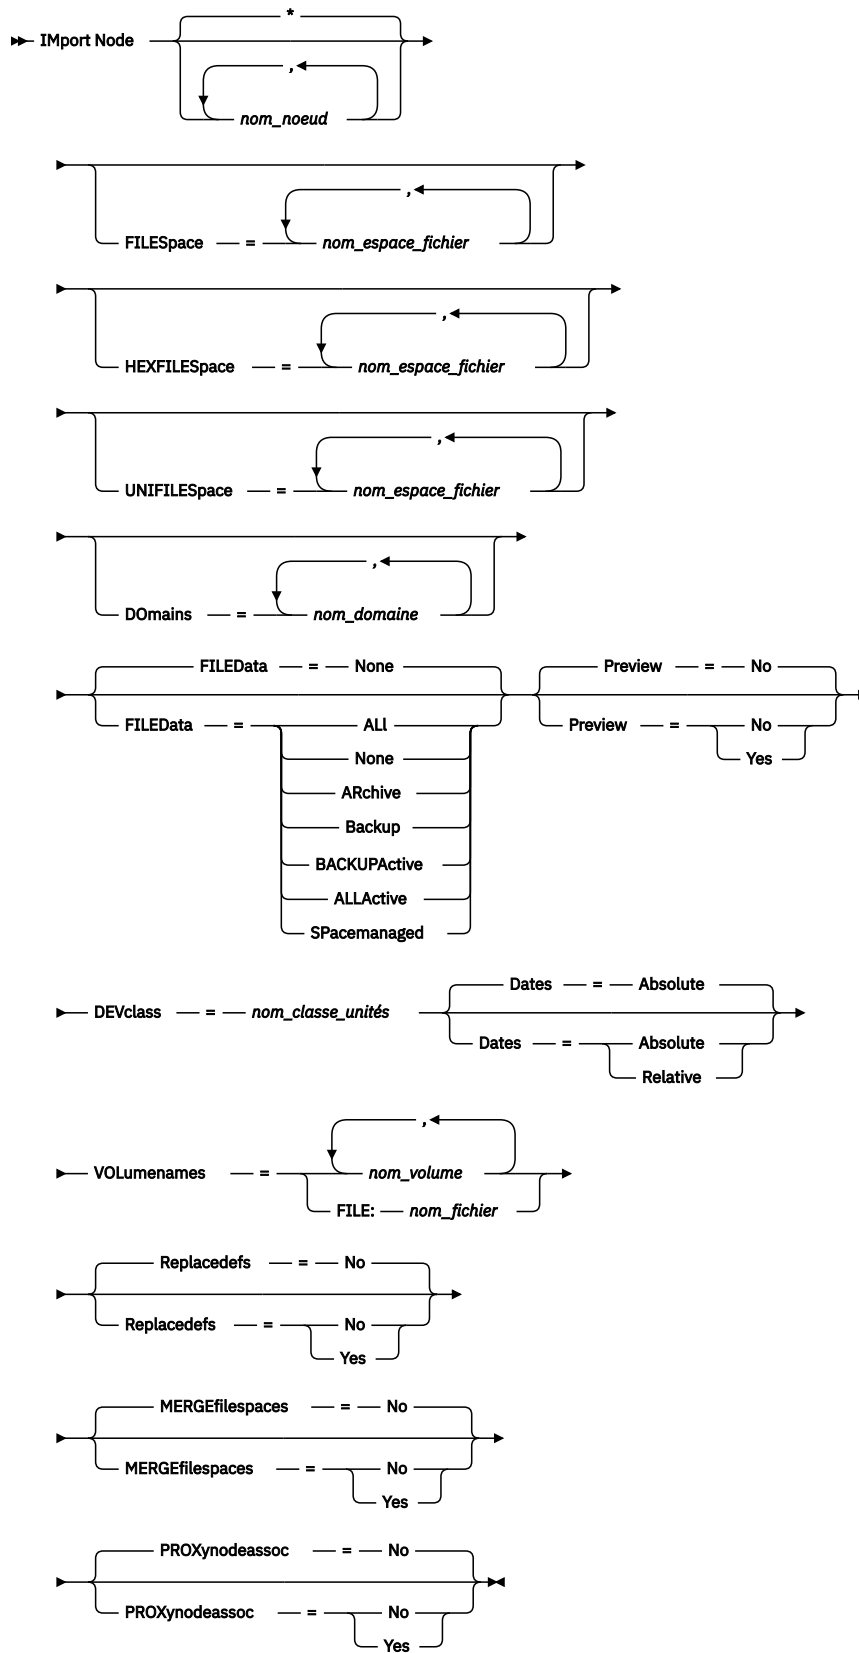 *
IMport Node
,
nom_noeud
,
FILESpace = nom_espace_fichier
,
HEXFILESpace = nom_espace_fichier
,
UNIFILESpace = nom_espace_fichier
,
DOmains = nom_domaine
FILEData = None Preview = No
FILEData = ALl Preview = No
None Yes
ARchive
Backup
BACKUPActive
ALLActive
SPacemanaged
Dates = Absolute
DEVclass = nom_classe_unités
Dates = Absolute
Relative
,
VOLumenames = nom_volume
FILE: nom_fichier
Replacedefs = No
Replacedefs = No
Yes
MERGEfilespaces = No
MERGEfilespaces = No
Yes
PROXynodeassoc = No
PROXynodeassoc = No
Yes